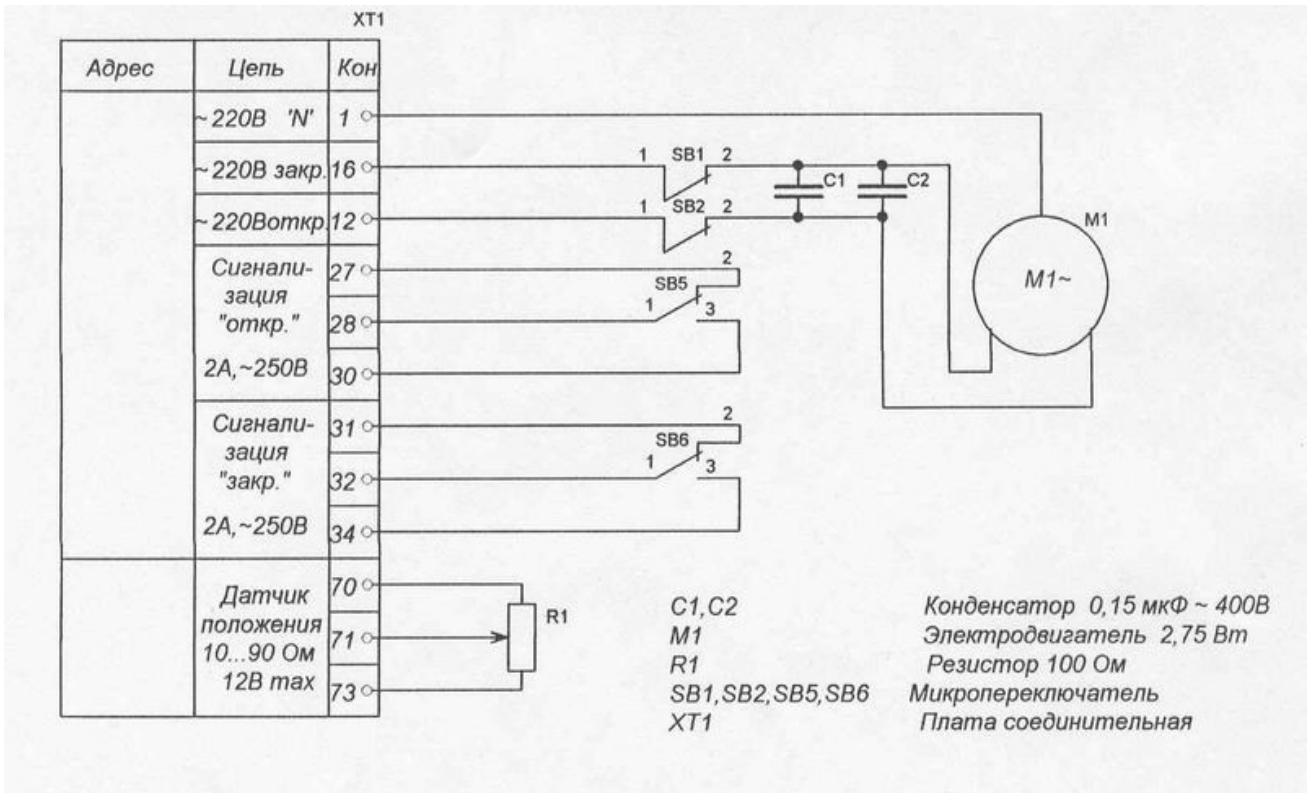 XT1
Адрес Цепь Кон
~ 220В 'N' 1
~ 220В закр. 16
1 SB1 2
C1 C2
~ 220Воткр. 12
1 SB2 2
M1
M1~
Сигнали-
зация
"откр."
2А,~250В
27
28
30
2
SB5
1 3
Сигнали-
зация
"закр."
2А,~250В
31
32
34
2
SB6
1 3
Датчик
положения
10...90 Ом
12В max
70
71
73
R1
C1,C2 Конденсатор 0,15 мкФ ~ 400В
M1 Электродвигатель 2,75 Вт
R1 Резистор 100 Ом
SB1,SB2,SB5,SB6 Микропереключатель
XT1 Плата соединительная